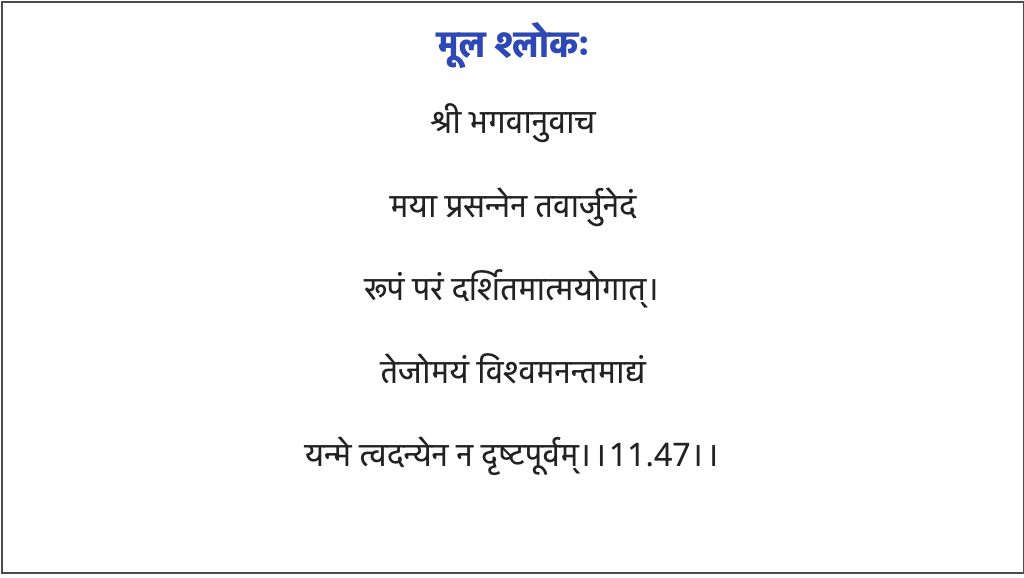 मूल श्लोकः
श्री भगवानुवाच
मया प्रसन्नेन तवार्जुनेदं
रूपं परं दर्शितमात्मयोगात्।
तेजोमयं विश्वमनन्तमाद्यं
यन्मे त्वदन्येन न दृष्टपूर्वम्।।11.47।।